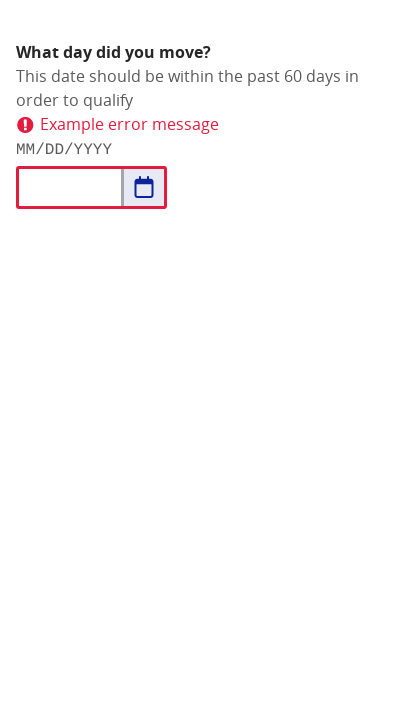 What day did you move?
This date should be within the past 60 days in
order to qualify
Example error message
MM/DD/YYYY